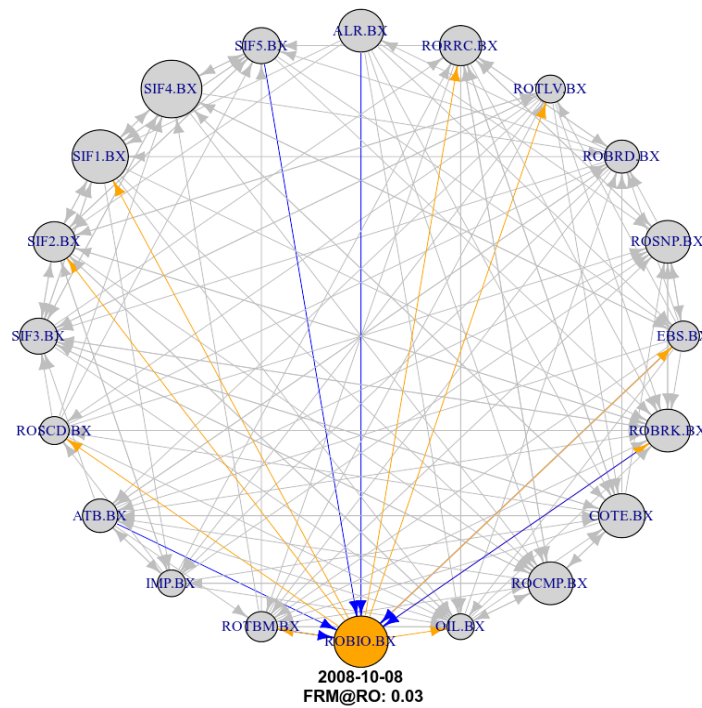 ALR.BX
SIF5.BX
RORRC.BX
SIF4.BX
ROTLV.BX
SIF1.BX
ROBRD.BX
SIF2.BX
ROSNP.BX
SIF3.BX
EBS.BX
ROSCD.BX
ROBRK.BX
ATB.BX
COTE.BX
IMP.BX
ROCMP.BX
ROTBM.BX
OIL.BX
ROBIO.BX
2008-10-08
FRM@RO: 0.03